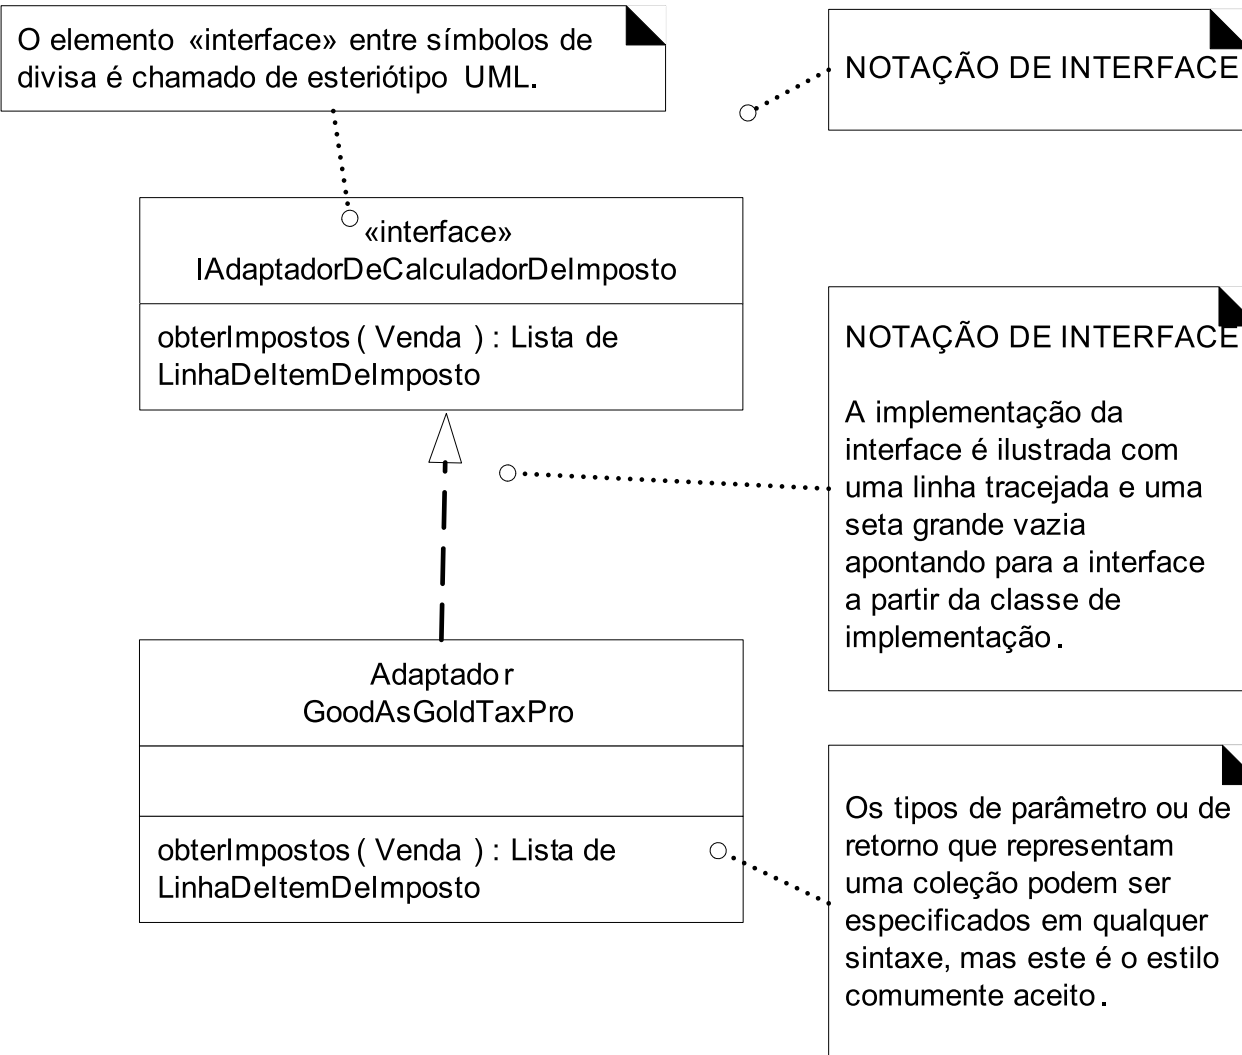 O elemento «interface» entre símbolos de
divisa é chamado de esteriótipo UML.
NOTAÇÃO DE INTERFACE
«interface»
IAdaptadorDeCalculadorDeImposto
obterImpostos ( Venda ) : Lista de
LinhaDeItemDeImposto
NOTAÇÃO DE INTERFACE
A implementação da
interface é ilustrada com
uma linha tracejada e uma
seta grande vazia
apontando para a interface
a partir da classe de
implementação.
Adaptador
GoodAsGoldTaxPro
obterImpostos ( Venda ) : Lista de
LinhaDeItemDeImposto
Os tipos de parâmetro ou de
retorno que representam
uma coleção podem ser
especificados em qualquer
sintaxe, mas este é o estilo
comumente aceito.